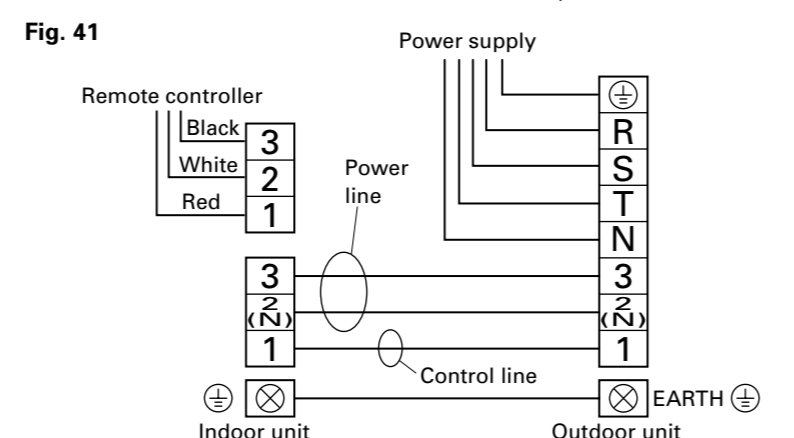 Fig. 41
Power supply
Remote controller
Black
3
White
2
Red
1
R
S
T
N
Power
line
3
2
(N)
1
3
2
(N)
1
Control line
EARTH
Indoor unit
Outdoor unit